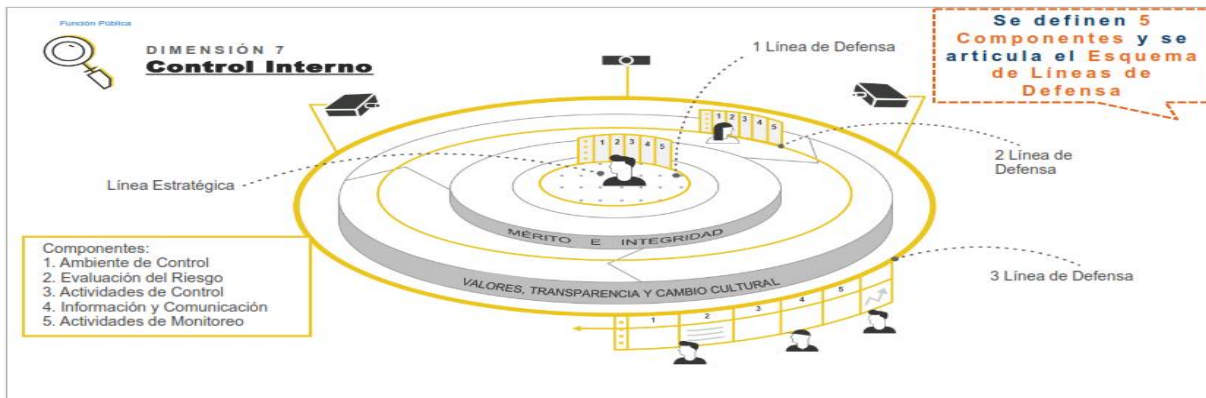 Función Pública
DIMENSIÓN 7
Control Interno
1 Línea de Defensa
Se definen 5
Componentes y se
articula el Esquema
de Líneas de
Defensa
1 2 3 4 5
1 2 3 4 5
2 Línea de
Defensa
Línea Estratégica
MÉRITO E INTEGRIDAD
VALORES, TRANSPARENCIA Y CAMBIO CULTURAL
3 Línea de Defensa
Componentes:
1. Ambiente de Control
2. Evaluación del Riesgo
3. Actividades de Control
4. Información y Comunicación
5. Actividades de Monitoreo
1 2 3 4 5